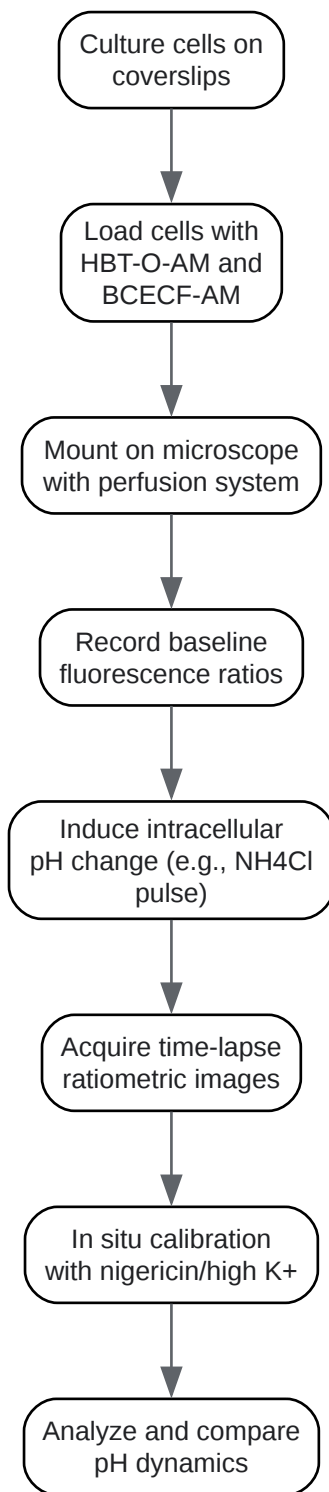 Culture cells on
coverslips
Load cells with
HBT-O-AM and
BCECF-AM
Mount on microscope
with perfusion system
Record baseline
fluorescence ratios
Induce intracellular
pH change (e.g., NH4Cl
pulse)
Acquire time-lapse
ratiometric images
In situ calibration
with nigericin/high K+
Analyze and compare
pH dynamics